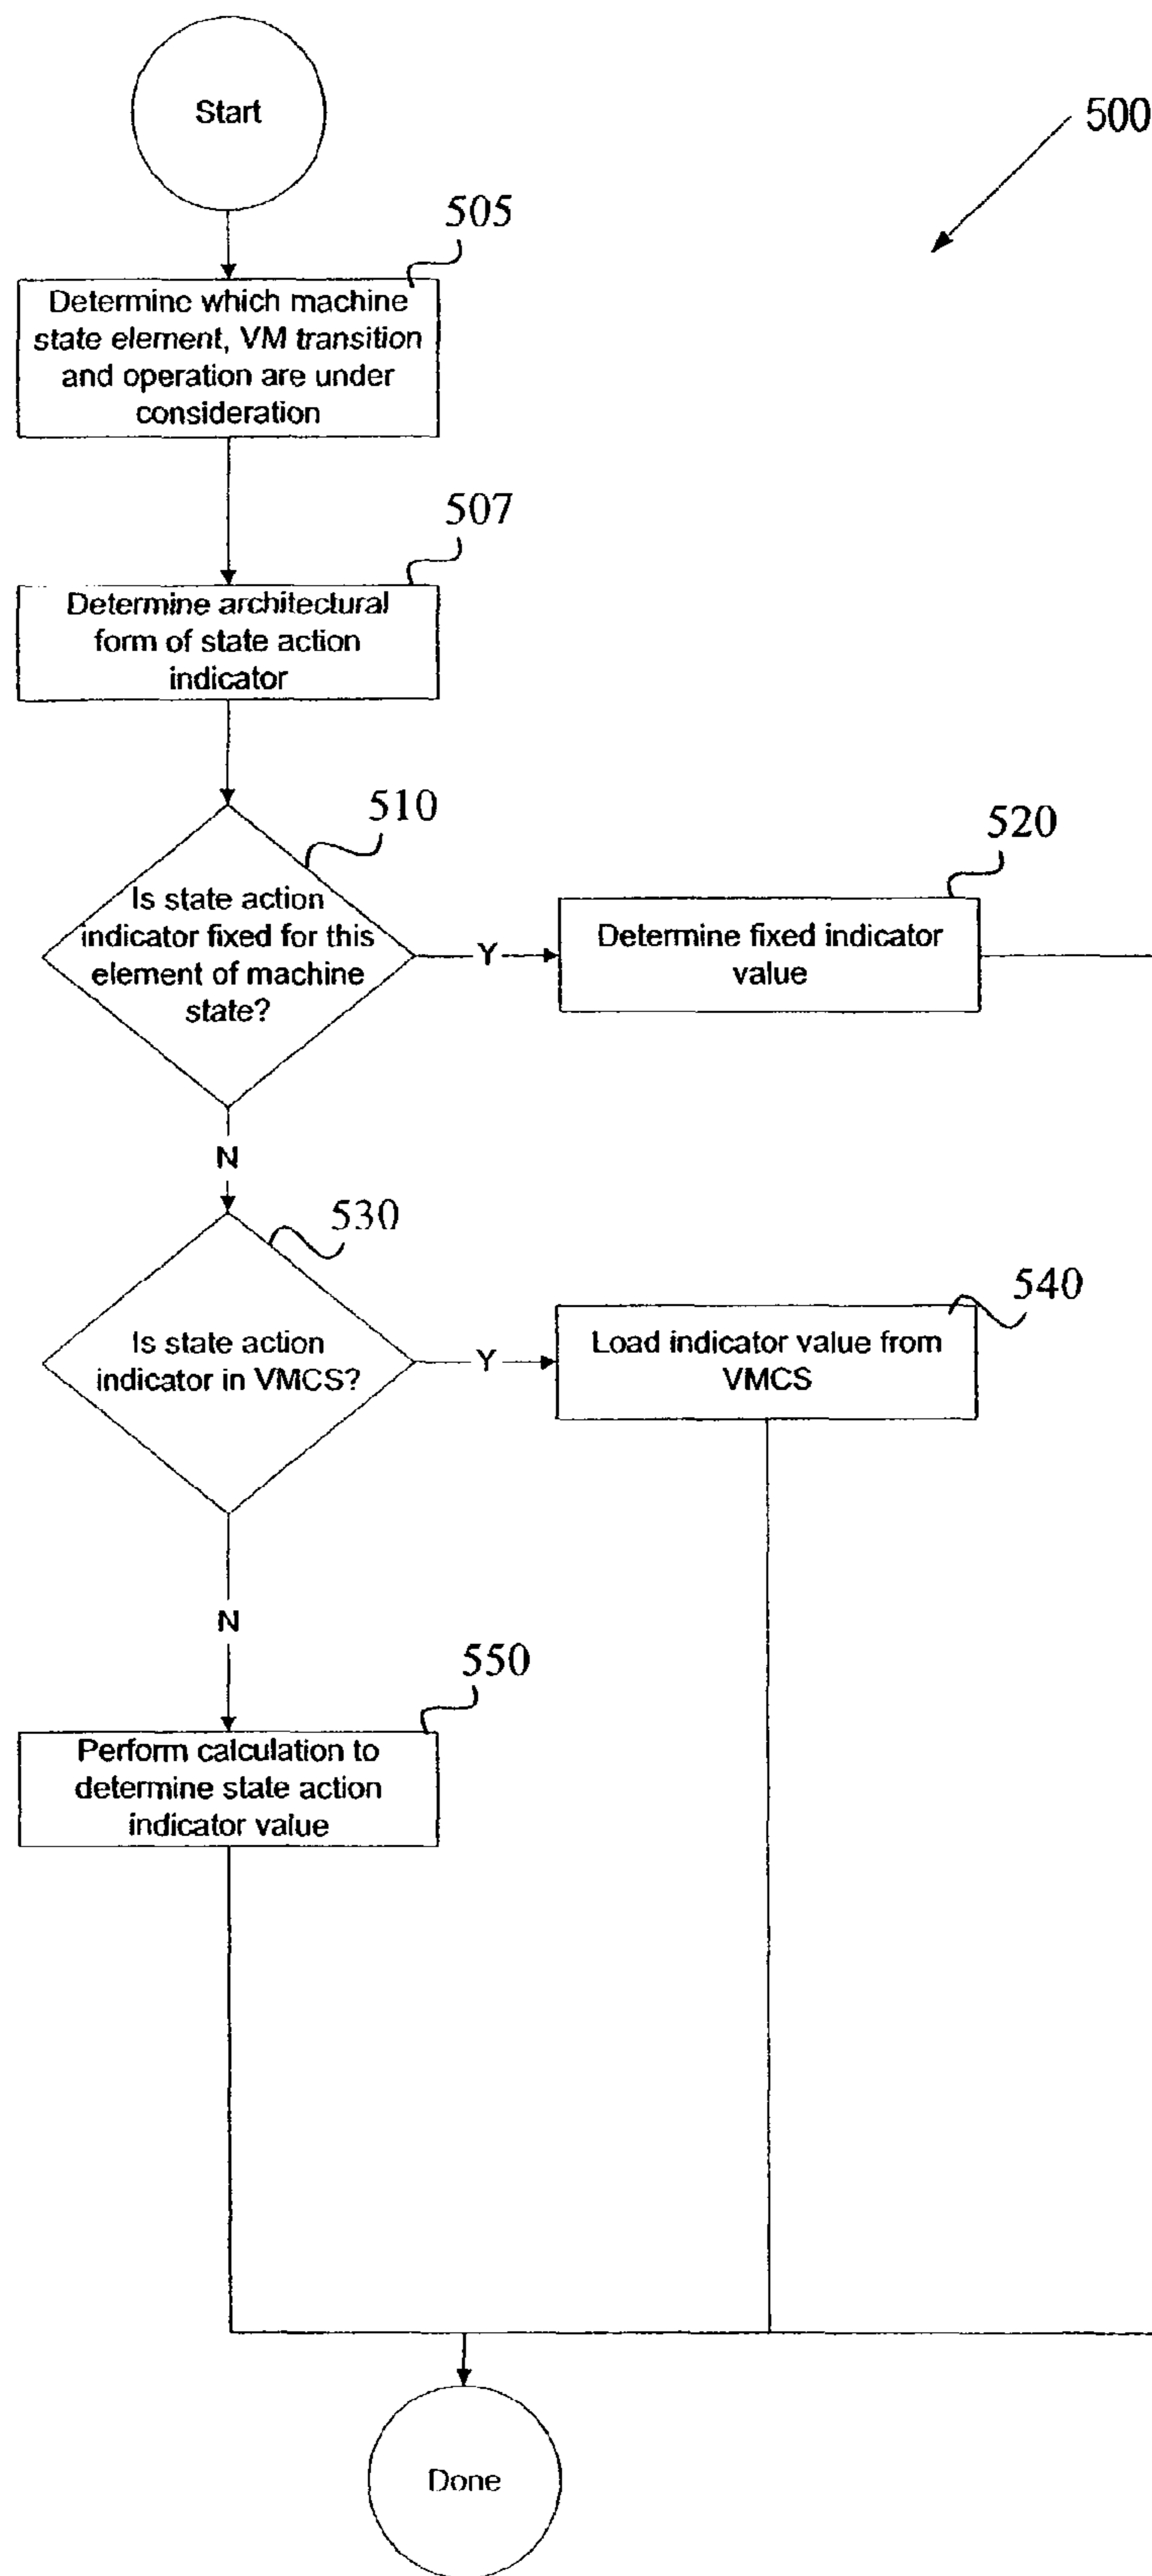 Start
500
505
Determine which machine
state element, VM transition
and operation are under
consideration
507
Determine architectural
form of state action
indicator
510
Is state action
indicator fixed for this
element of machine
state?
Y
520
Determine fixed indicator
value
N
530
Is state action
indicator in VMCS?
Y
540
Load indicator value from
VMCS
N
550
Perform calculation to
determine state action
indicator value
Done